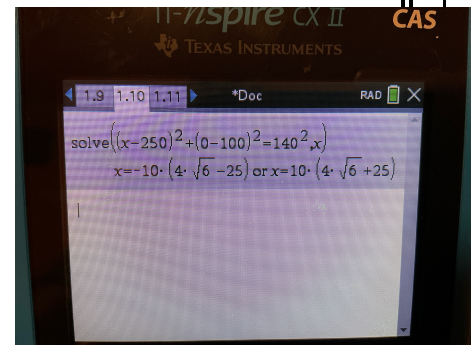 TI-nspire CX II
CAS
TEXAS INSTRUMENTS
1.9 1.10 1.11 *Doc RAD
solve((x-250)²+(0-100)²=140²,x)
x=-10·(4·√6-25) or x=10·(4·√6+25)